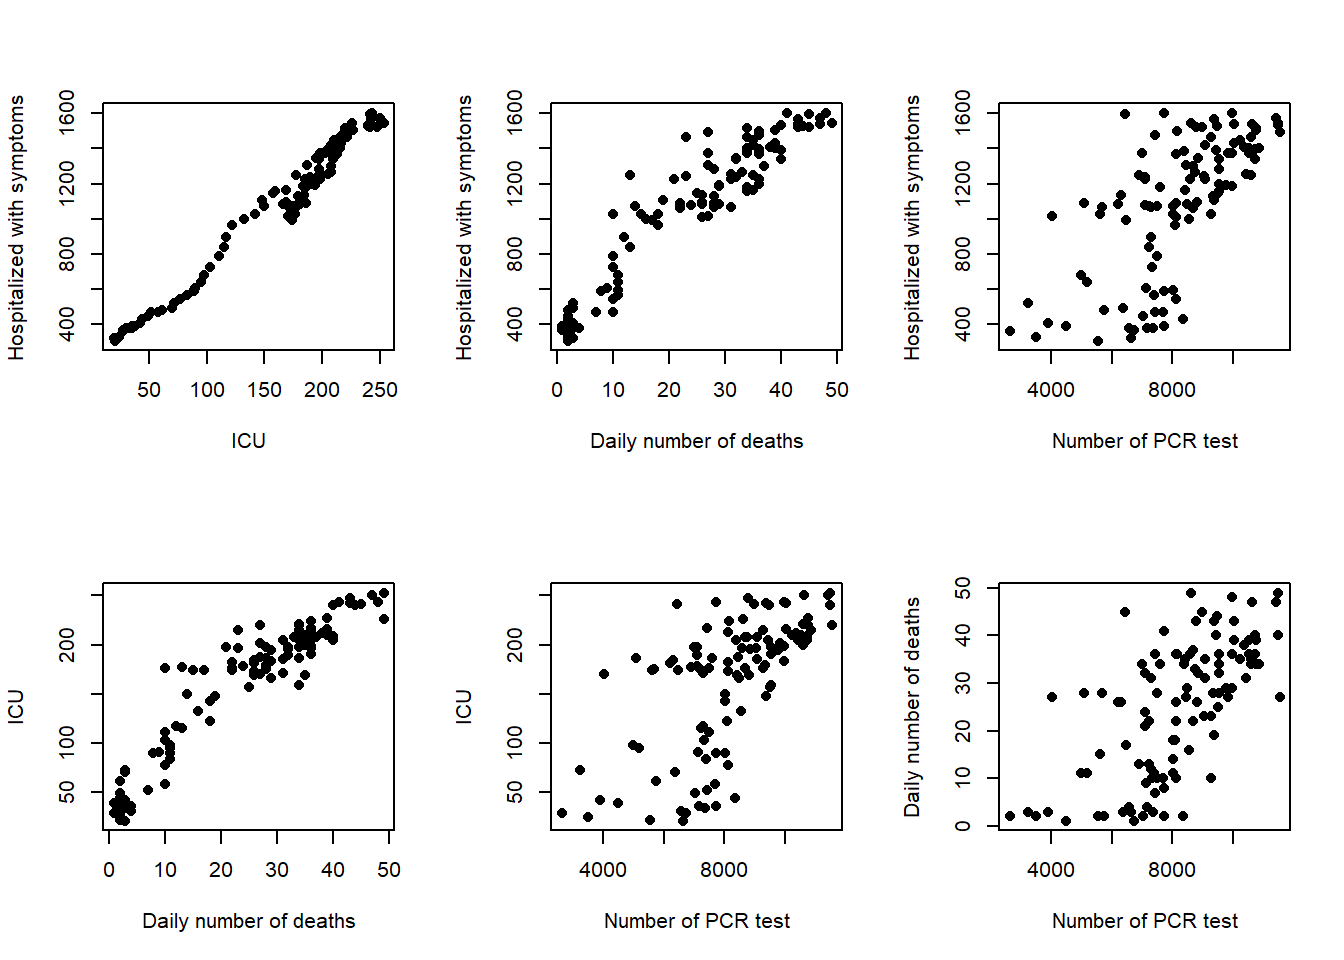 Hospitalized with symptoms
400 800 1200 1600
50 100 150 200 250
ICU
Hospitalized with symptoms
400 800 1200 1600
0 10 20 30 40 50
Daily number of deaths
Hospitalized with symptoms
400 800 1200 1600
4000 8000
Number of PCR test
ICU
50 100 200
0 10 20 30 40 50
Daily number of deaths
ICU
50 100 200
4000 8000
Number of PCR test
Daily number of deaths
0 10 20 30 40 50
4000 8000
Number of PCR test